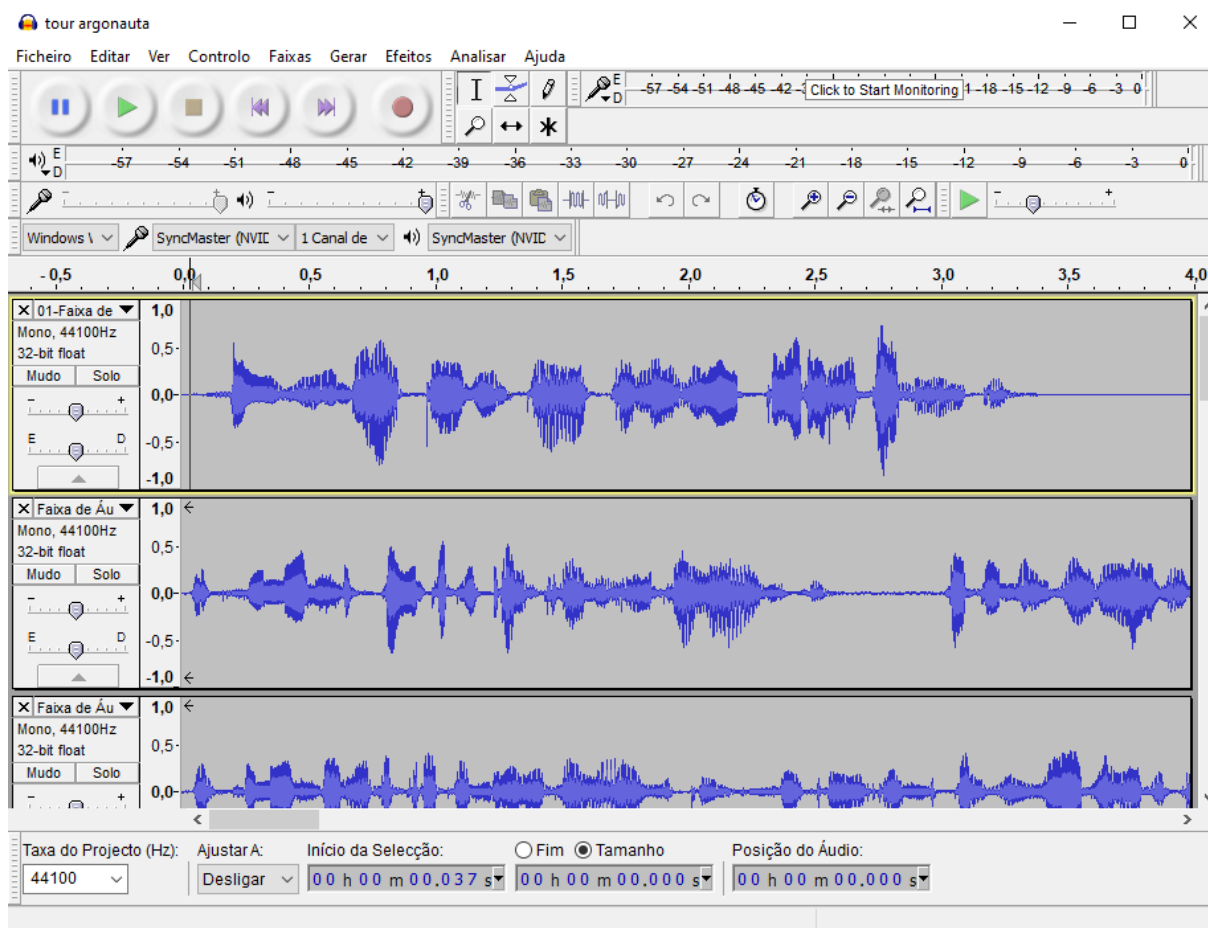 tour argonauta
Ficheiro Editar Ver Controlo Faixas Gerar Efeitos Analisar Ajuda
E
D
-57 -54 -51 -48 -45 -42 Click to Start Monitoring -18 -15 -12 -9 -6 -3 0
E
D
-57 -54 -51 -48 -45 -42 -39 -36 -33 -30 -27 -24 -21 -18 -15 -12 -9 -6 -3 0
- + - + - +
Windows \ SyncMaster (NVIC 1 Canal de SyncMaster (NVIC
- 0,5 0,0 0,5 1,0 1,5 2,0 2,5 3,0 3,5 4,0
X 01-Faixa de 1,0
Mono, 44100Hz
32-bit float 0,5
Mudo Solo
- + 0,0
E D -0,5
-1,0
X Faixa de Áu 1,0
Mono, 44100Hz
32-bit float 0,5
Mudo Solo
- + 0,0
E D -0,5
-1,0
X Faixa de Áu 1,0
Mono, 44100Hz
32-bit float 0,5
Mudo Solo
- + 0,0
Taxa do Projecto (Hz): Ajustar A: Início da Selecção: Fim Tamanho Posição do Áudio:
44100 Desligar 00 h 00 m 00.037 s 00 h 00 m 00.000 s 00 h 00 m 00.000 s